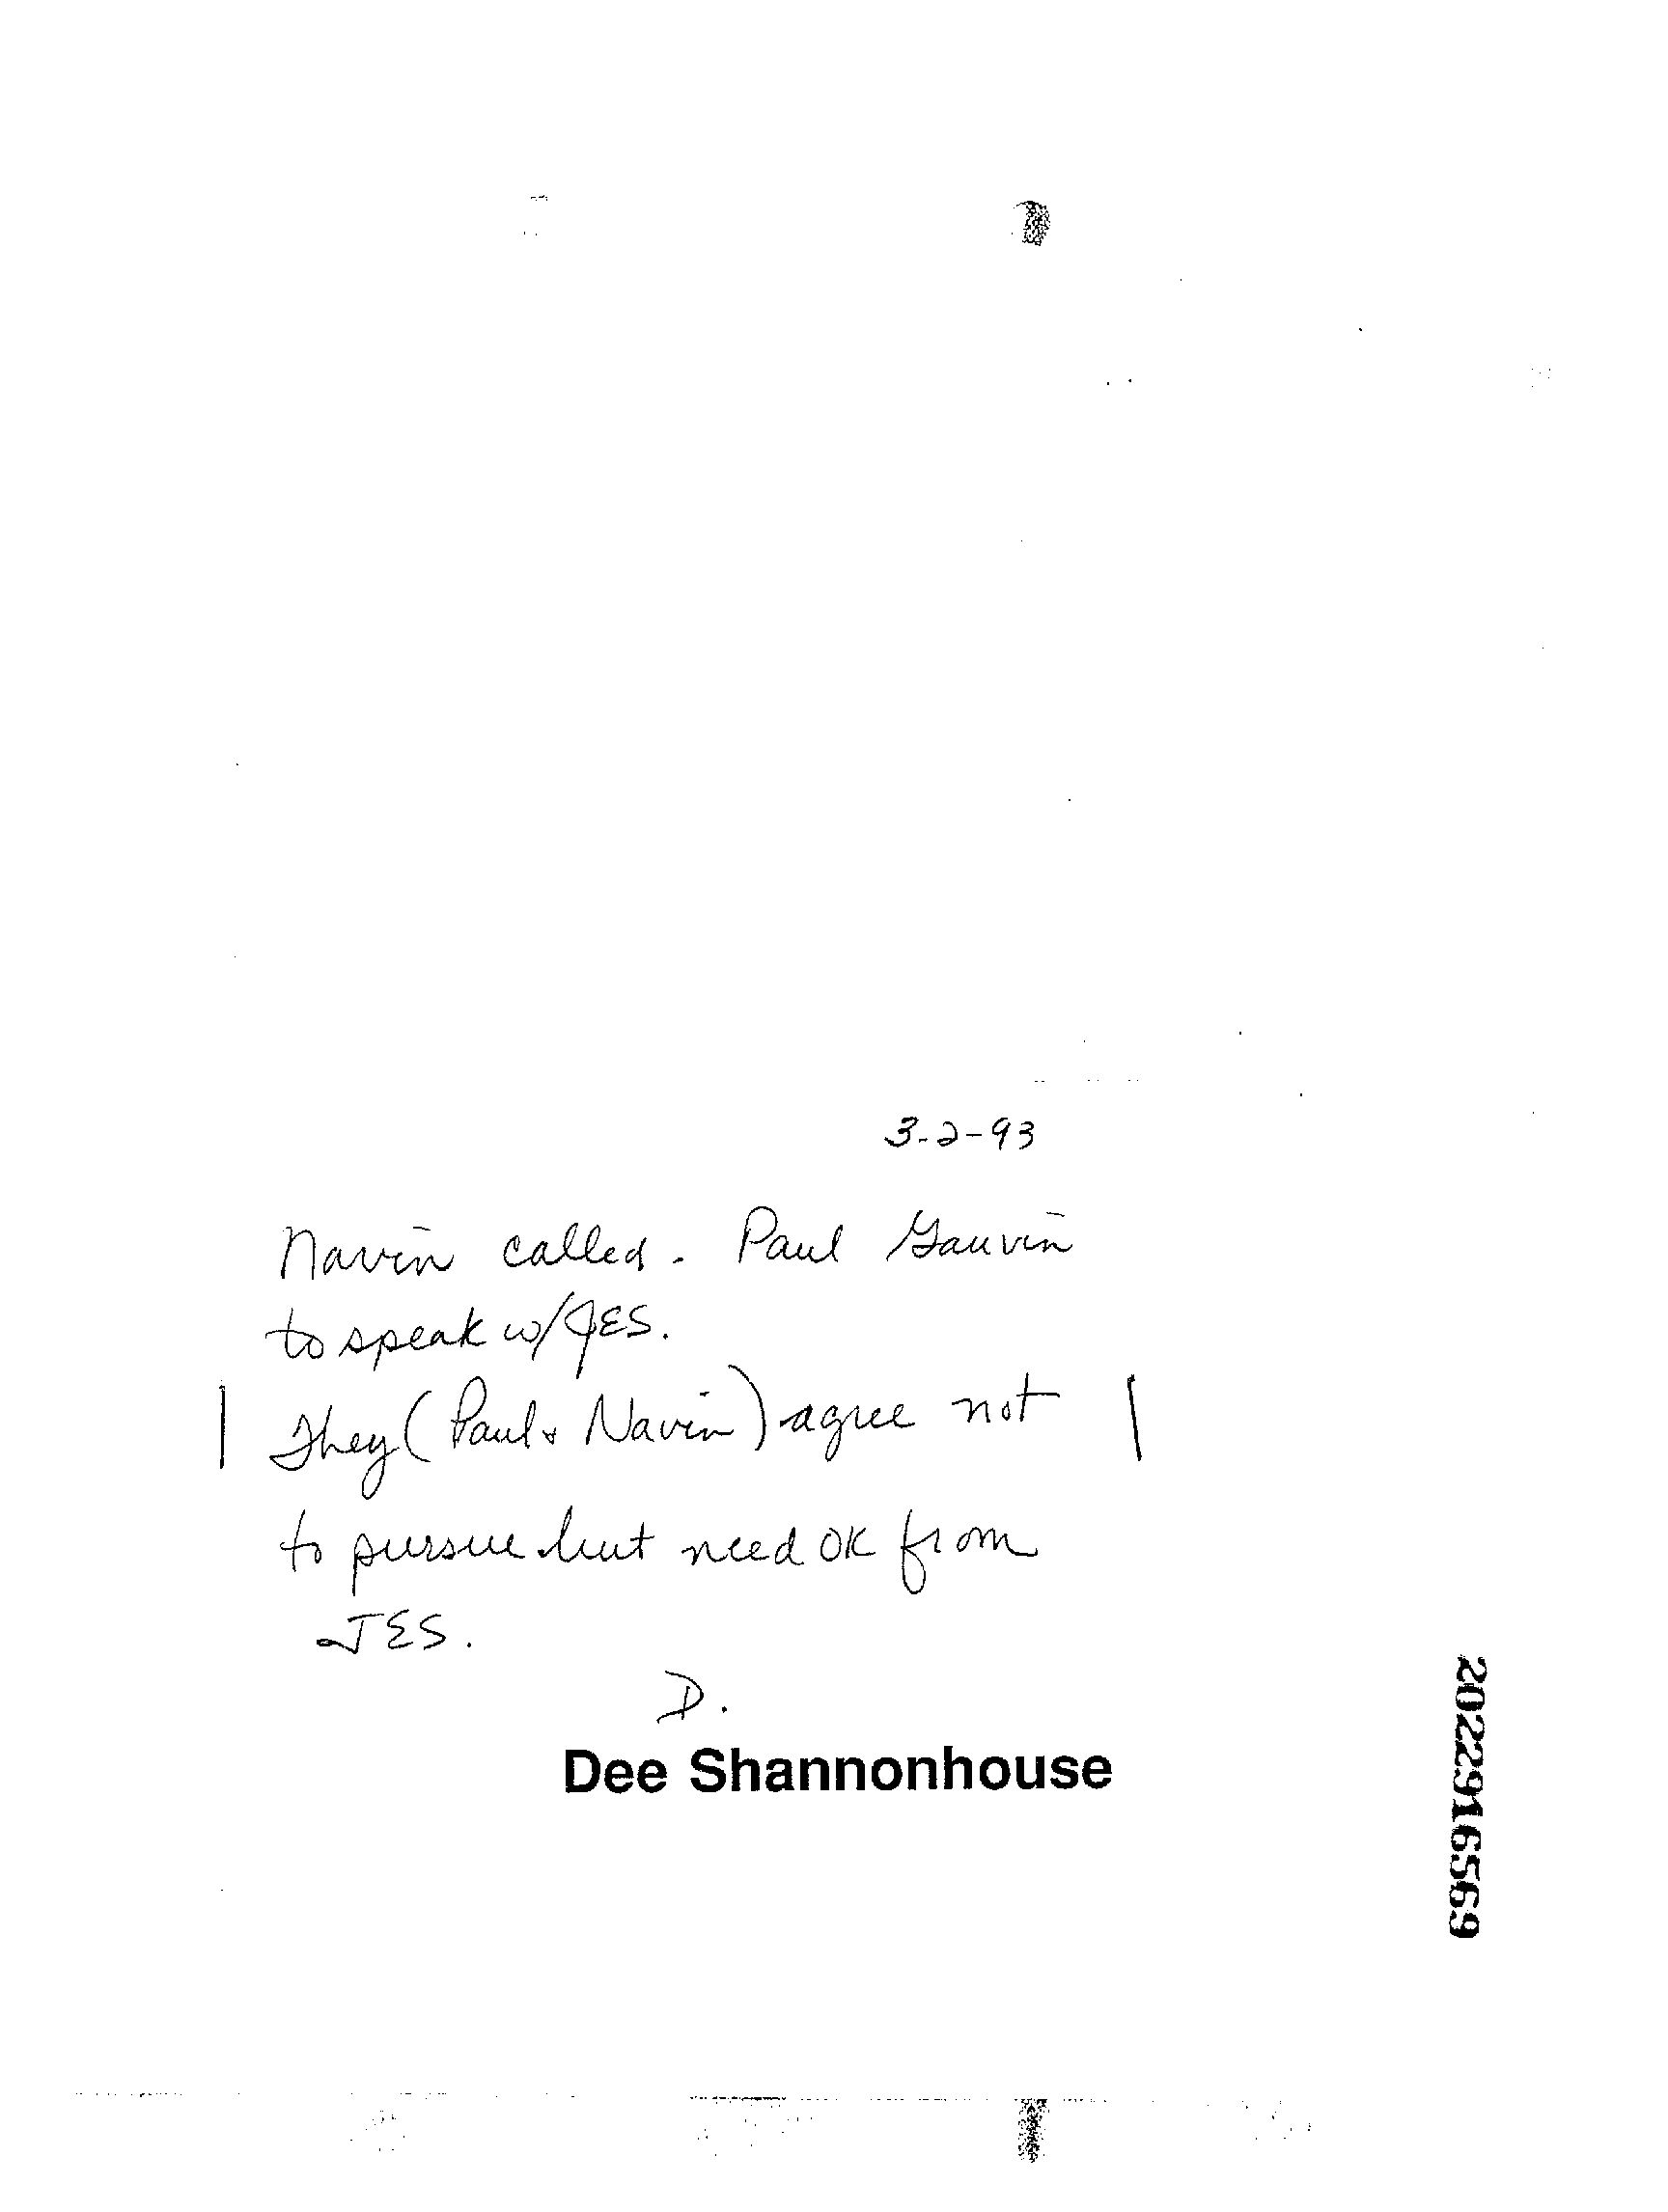 3-2-93
Navin called. Paul Gauvin
to speak w/JES.
They (Paul & Navin) agree not
to pursue but need OK from
JES.
D.
Dee Shannonhouse
2022916569